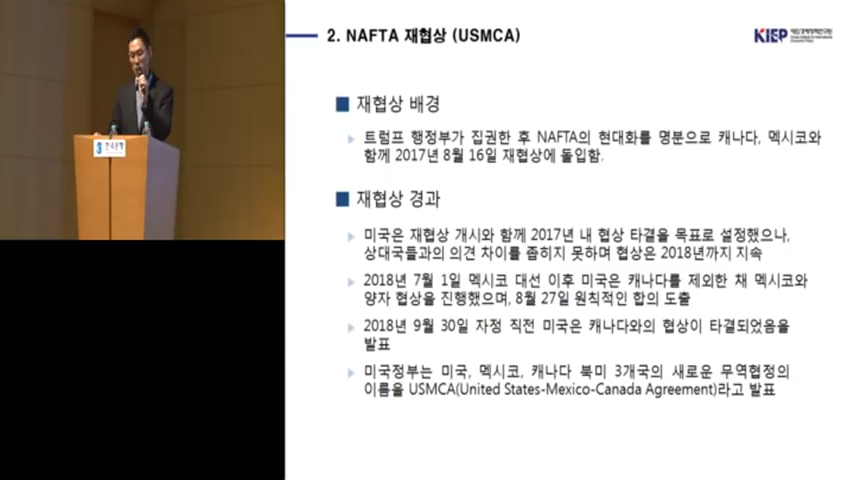 2. NAFTA 재협상 (USMCA)
KIEP 대외경제정책연구원
한국은행
재협상 배경
트럼프 행정부가 집권한 후 NAFTA의 현대화를 명분으로 캐나다, 멕시코와
함께 2017년 8월 16일 재협상에 돌입함.
재협상 경과
미국은 재협상 개시와 함께 2017년 내 협상 타결을 목표로 설정했으나,
상대국들과의 의견 차이를 좁히지 못하며 협상은 2018년까지 지속
2018년 7월 1일 멕시코 대선 이후 미국은 캐나다를 제외한 채 멕시코와
양자 협상을 진행했으며, 8월 27일 원칙적인 합의 도출
2018년 9월 30일 자정 직전 미국은 캐나다와의 협상이 타결되었음을
발표
미국정부는 미국, 멕시코, 캐나다 북미 3개국의 새로운 무역협정의
이름을 USMCA(United States-Mexico-Canada Agreement)라고 발표